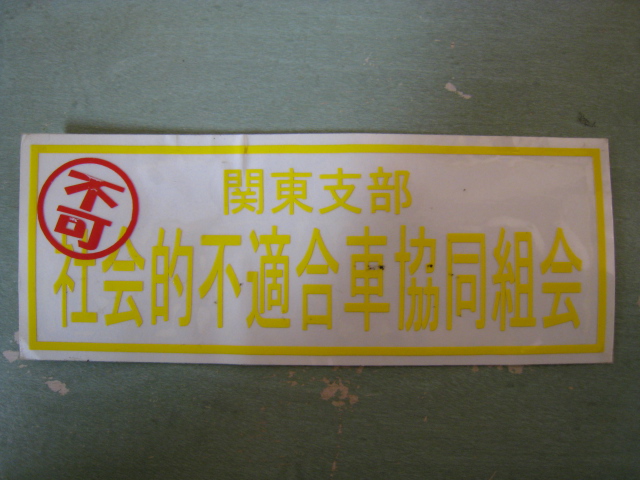 不可
関東支部
社会的不適合車協同組会